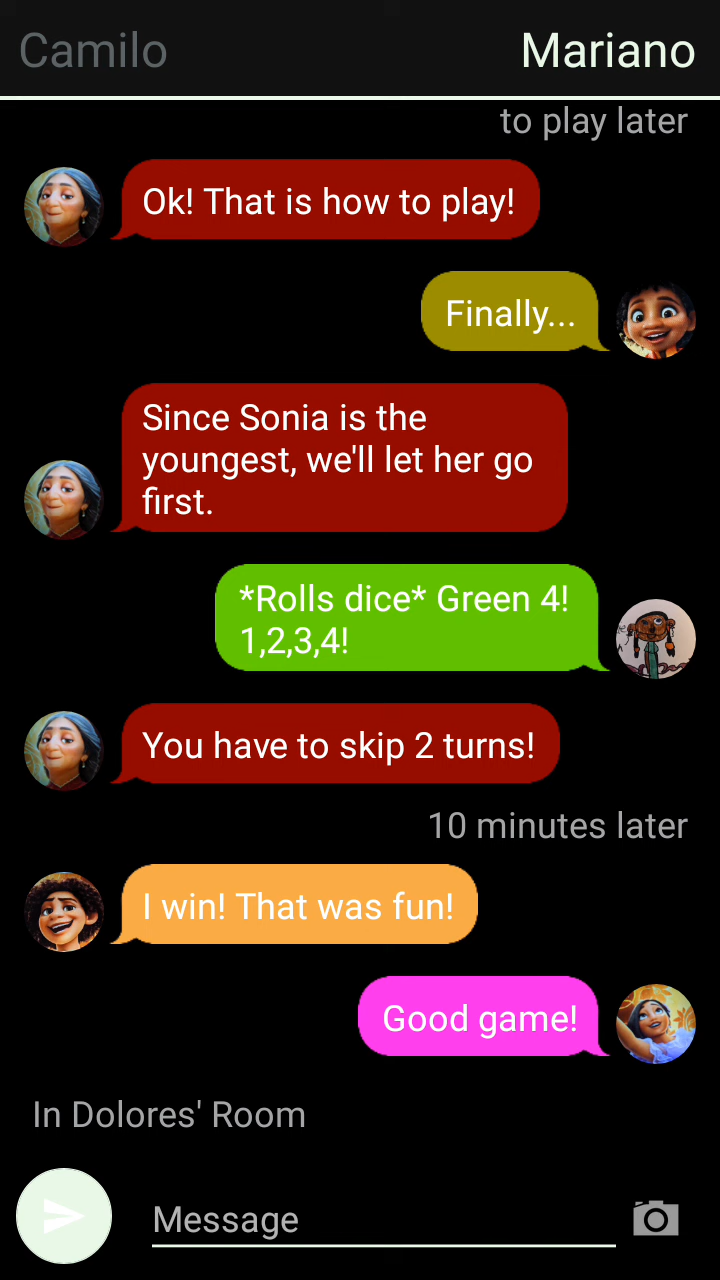 Camilo
Mariano
to play later
Ok! That is how to play!
Finally...
Since Sonia is the
youngest, we'll let her go
first.
*Rolls dice* Green 4!
1,2,3,4!
You have to skip 2 turns!
10 minutes later
I win! That was fun!
Good game!
In Dolores' Room
Message